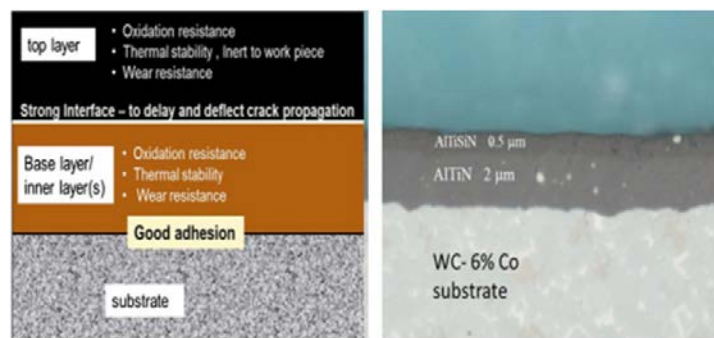 top layer
• Oxidation resistance
• Thermal stability , Inert to work piece
• Wear resistance
Strong Interface – to delay and deflect crack propagation
Base layer/
inner layer(s)
• Oxidation resistance
• Thermal stability
• Wear resistance
Good adhesion
substrate
AlTiSiN 0.5 µm
AlTiN 2 µm
WC- 6% Co
substrate